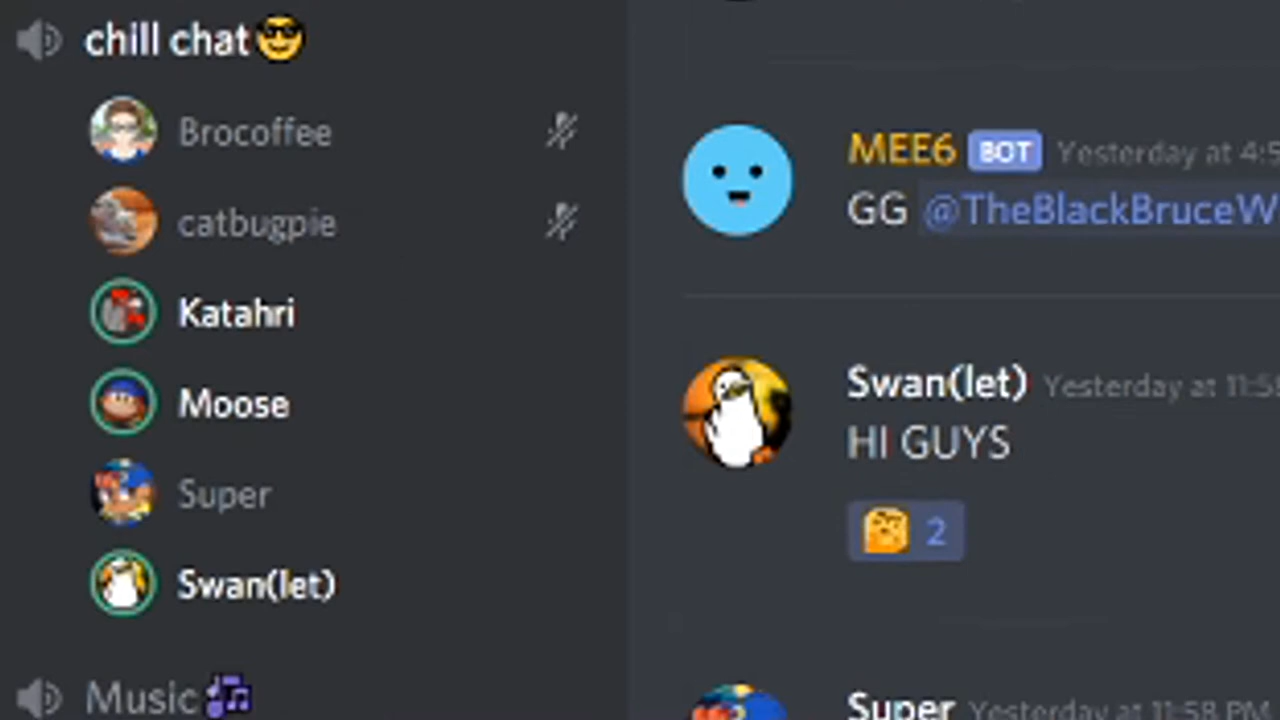 chill chat
Brocoffee
catbugpie
Katahri
Moose
Super
Swan(let)
Music
MEE6 BOT Yesterday at 4:5
GG @TheBlackBruceW
Swan(let) Yesterday at 11:5
HI GUYS
2
Super Yesterday at 11:58 PM